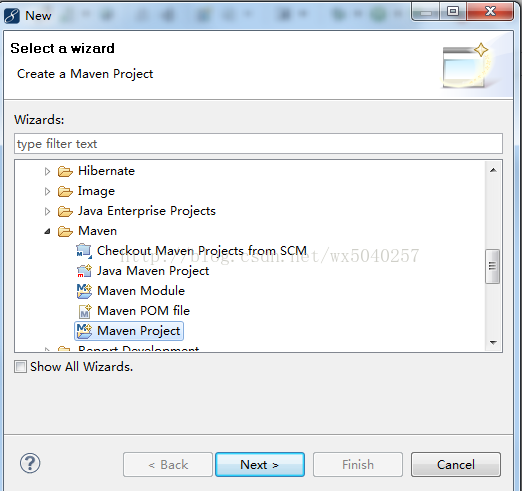 New
Select a wizard
Create a Maven Project
Wizards:
type filter text
Hibernate
Image
Java Enterprise Projects
Maven
Checkout Maven Projects from SCM
http://blog.csdn.net/wx5040257
Java Maven Project
Maven Module
Maven POM file
Maven Project
Report Development
Show All Wizards.
? < Back Next > Finish Cancel